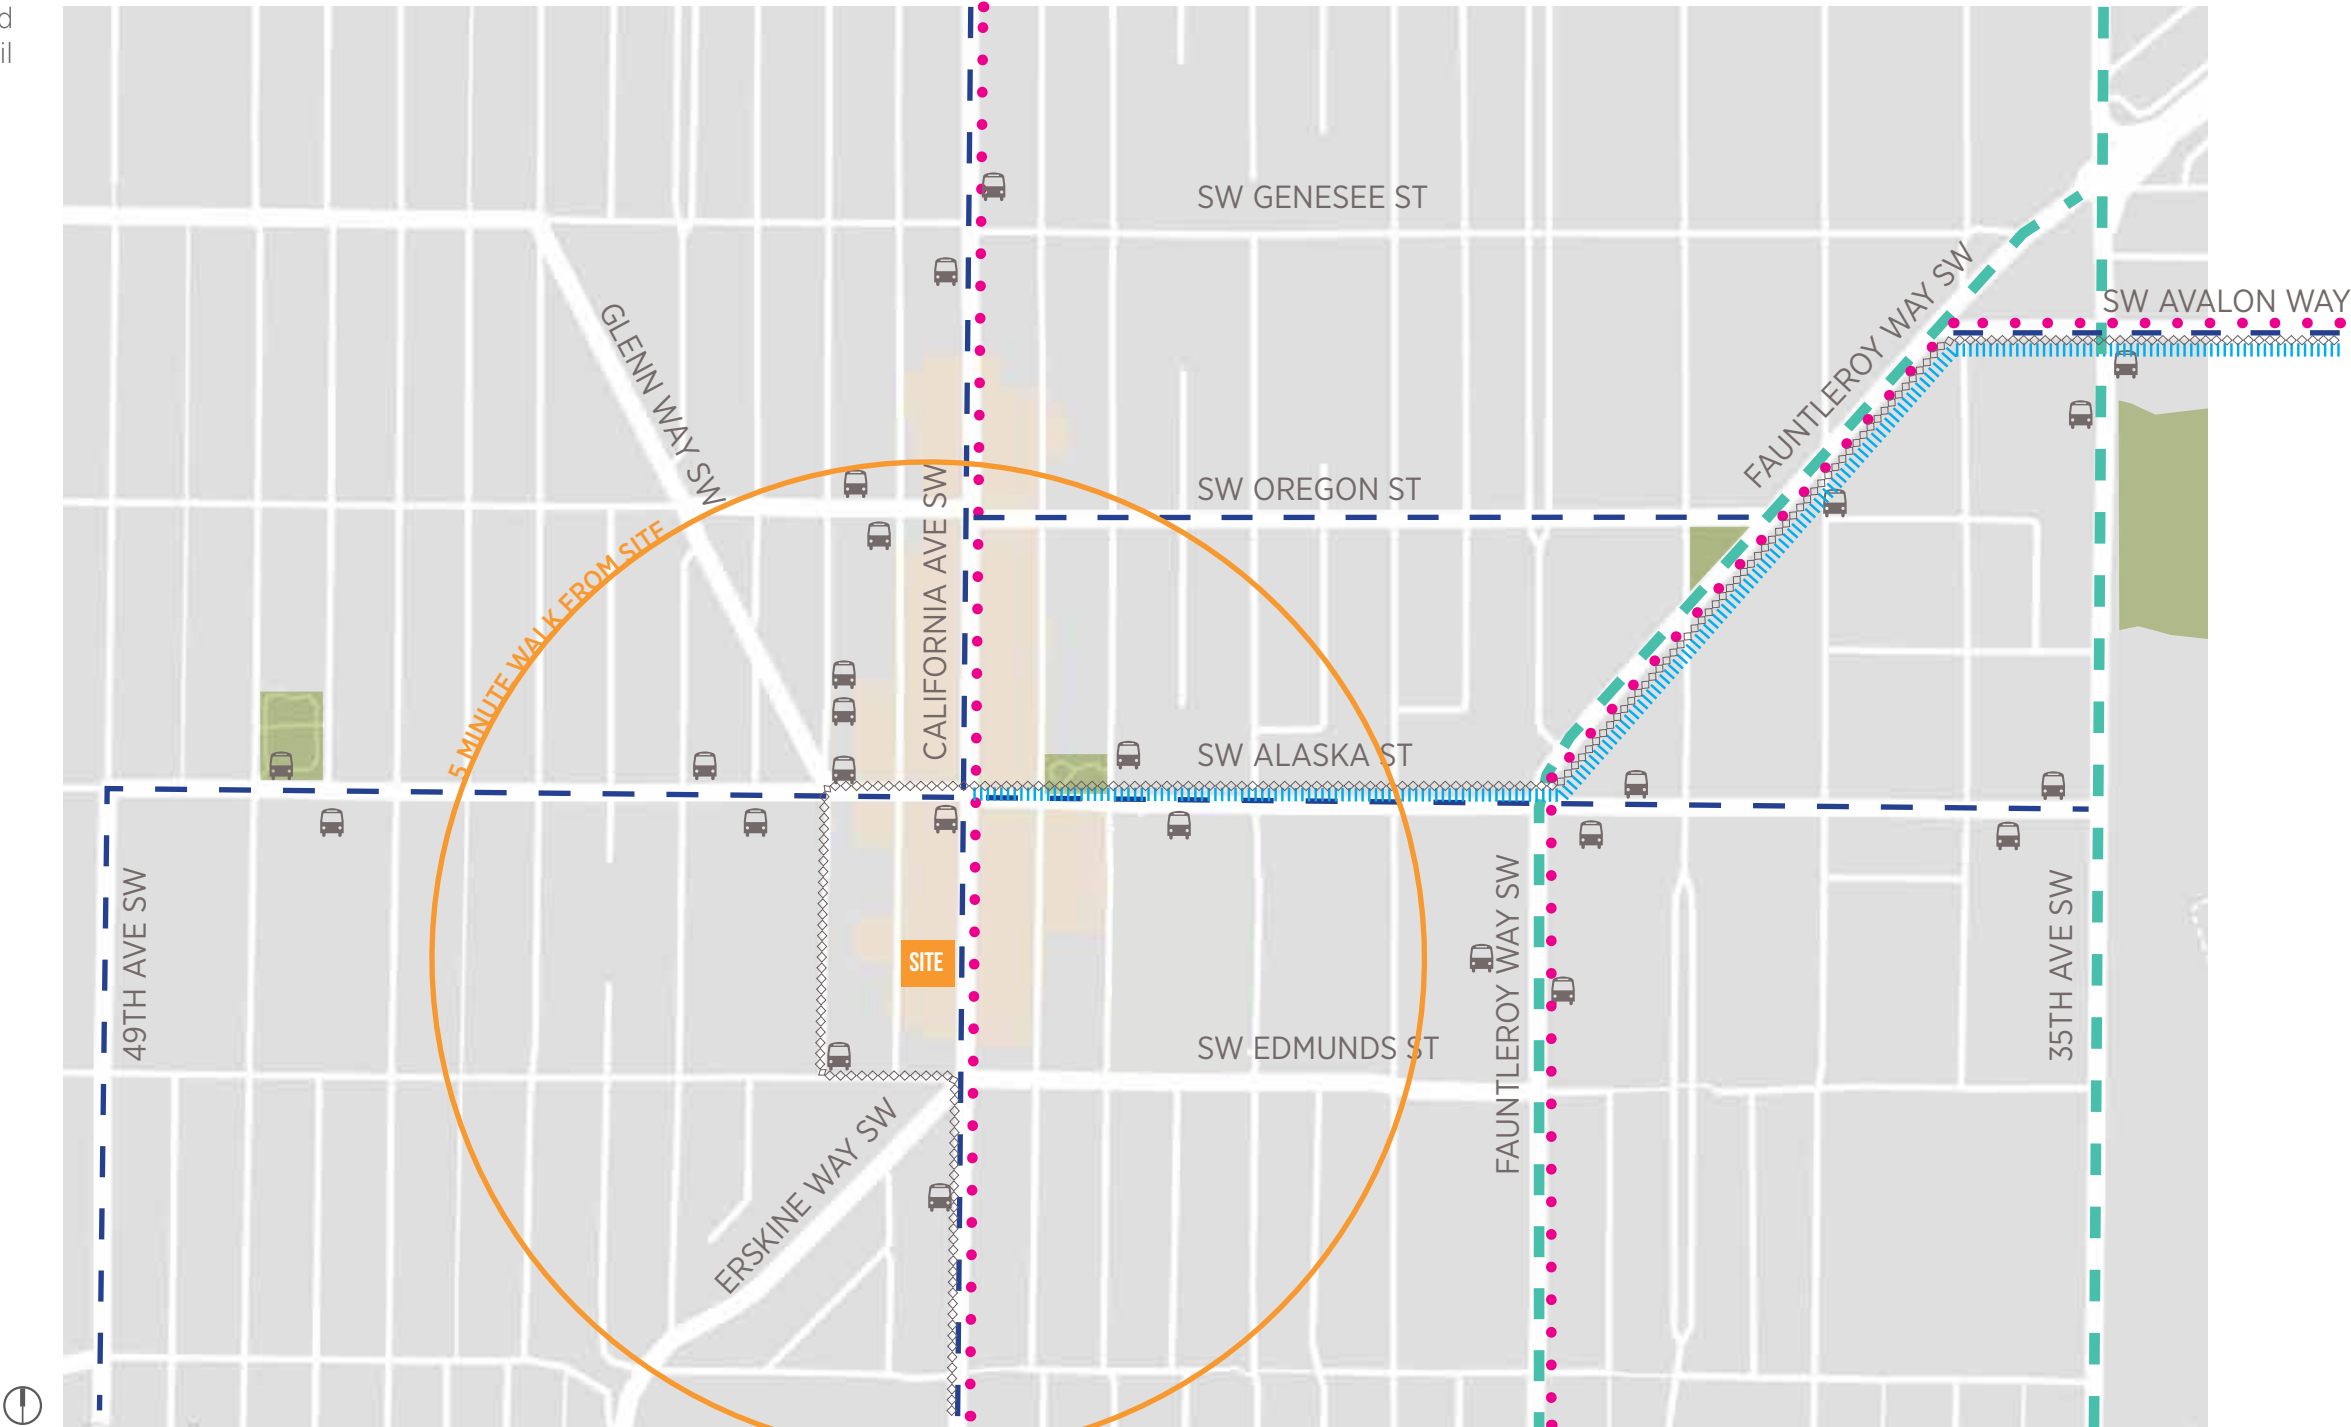 d
il
SW GENESEE ST
SW AVALON WAY
FAUNTLEROY WAY SW
GLENN WAY SW
SW OREGON ST
CALIFORNIA AVE SW
5 MINUTE WALK FROM SITE
SW ALASKA ST
49TH AVE SW
SITE
FAUNTLEROY WAY SW
35TH AVE SW
SW EDMUNDS ST
ERSKINE WAY SW